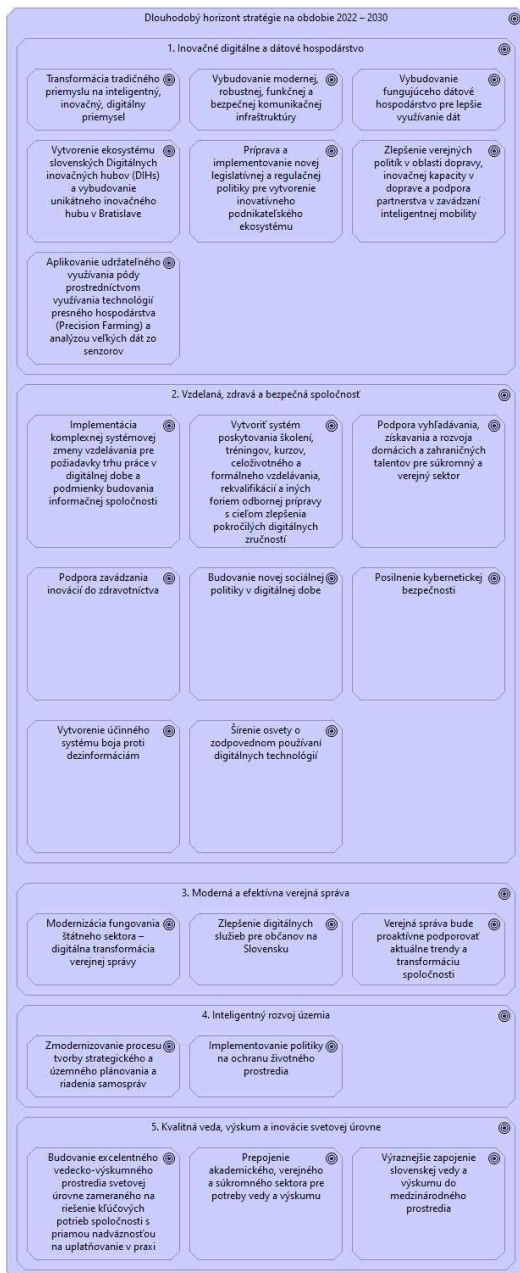 Dlouhodobý horizont stratégie na obdobie 2022 – 2030
1. Inovačné digitálne a dátové hospodárstvo
Transformácia tradičného
priemyslu na inteligentný,
inovačný, digitálny
priemysel
Vybudovanie modernej,
robustnej, funkčnej a
bezpečnej komunikačnej
infraštruktúry
Vybudovanie
fungujúceho dátové
hospodárstvo pre lepšie
využívanie dát
Vytvorenie ekosystému
slovenských Digitálnych
inovačných hubov (DIHs)
a vybudovanie
unikátneho inovačného
hubu v Bratislave
Príprava a
implementovanie novej
legislatívnej a regulačnej
politiky pre vytvorenie
inovatívneho
podnikateľského
ekosystému
Zlepšenie verejných
politík v oblasti dopravy,
inovačnej kapacity v
doprave a podpora
partnerstva v zavádzaní
inteligentnej mobility
Aplikovanie udržateľného
využívania pôdy
prostredníctvom
využívania technológií
presného hospodárstva
(Precision Farming) a
analýzou veľkých dát zo
senzorov
2. Vzdelaná, zdravá a bezpečná spoločnosť
Implementácia
komplexnej systémovej
zmeny vzdelávania pre
požiadavky trhu práce v
digitálnej dobe a
podmienky budovania
informačnej spoločnosti
Vytvoriť systém
poskytovania školení,
tréningov, kurzov,
celoživotného a
formálneho vzdelávania,
rekvalifikácií a iných
foriem odbornej prípravy
s cieľom zlepšenia
pokročilých digitálnych
zručností
Podpora vyhľadávania,
získavania a rozvoja
domácich a zahraničných
talentov pre súkromný a
verejný sektor
Podpora zavádzania
inovácií do zdravotníctva
Budovanie novej sociálnej
politiky v digitálnej dobe
Posilnenie kybernetickej
bezpečnosti
Vytvorenie účinného
systému boja proti
dezinformáciám
Šírenie osvety o
zodpovednom používaní
digitálnych technológií
3. Moderná a efektívna verejná správa
Modernizácia fungovania
štátneho sektora –
digitálna transformácia
verejnej správy
Zlepšenie digitálnych
služieb pre občanov na
Slovensku
Verejná správa bude
proaktívne podporovať
aktuálne trendy a
transformáciu
spoločnosti
4. Inteligentný rozvoj územia
Zmodernizovanie procesu
tvorby strategického a
územného plánovania a
riadenia samospráv
Implementovanie politiky
na ochranu životného
prostredia
5. Kvalitná veda, výskum a inovácie svetovej úrovne
Budovanie excelentného
vedecko-výskumného
prostredia svetovej
úrovne zameraného na
riešenie kľúčových
potrieb spoločnosti s
priamou nadväznosťou
na uplatňovanie v praxi
Prepojenie
akademického, verejného
a súkromného sektora pre
potreby vedy a výskumu
Výraznejšie zapojenie
slovenskej vedy a
výskumu do
medzinárodného
prostredia